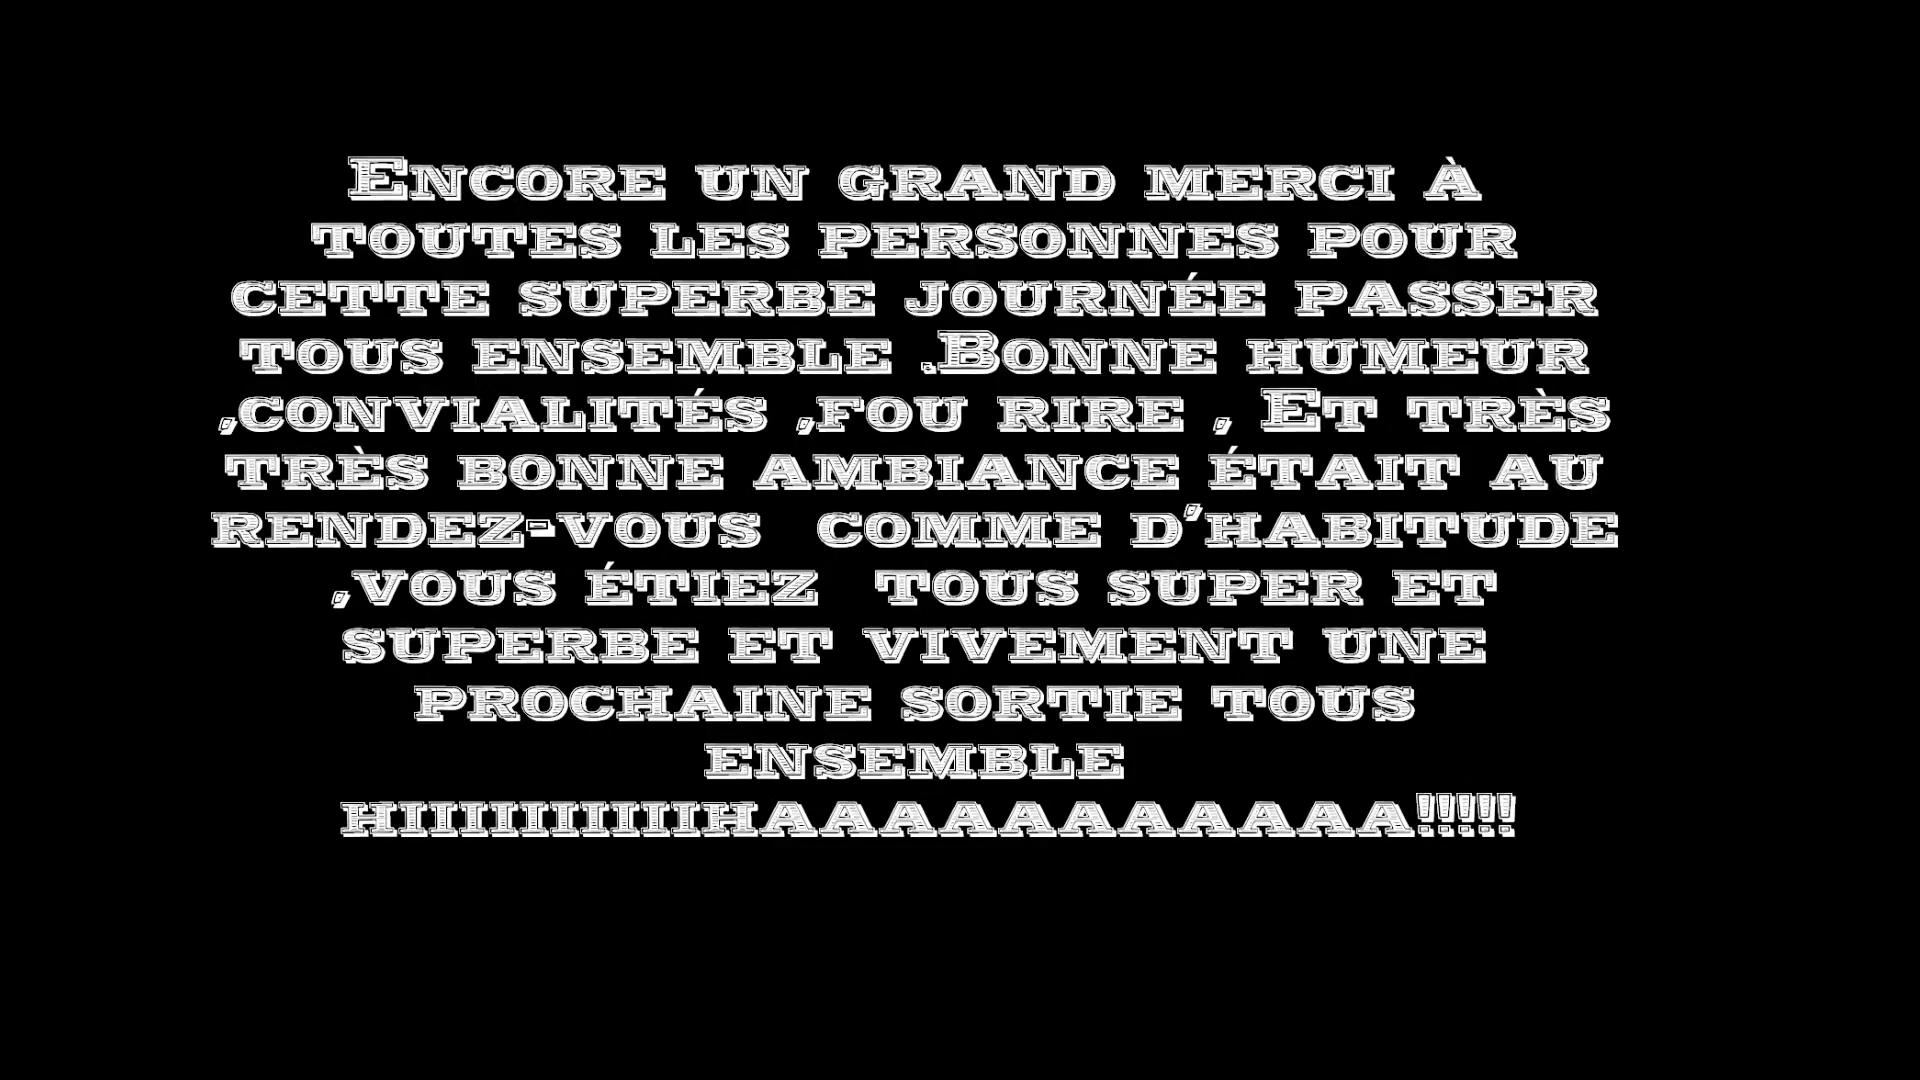 Encore un grand merci à
toutes les personnes pour
cette superbe journée passer
tous ensemble .Bonne humeur
,convialités ,fou rire , Et très
très bonne ambiance était au
rendez-vous  comme d'habitude
,vous étiez  tous super et
superbe et vivement une
prochaine sortie tous
ensemble
hiiiiiiiiiiiihaaaaaaaaaaa!!!!!